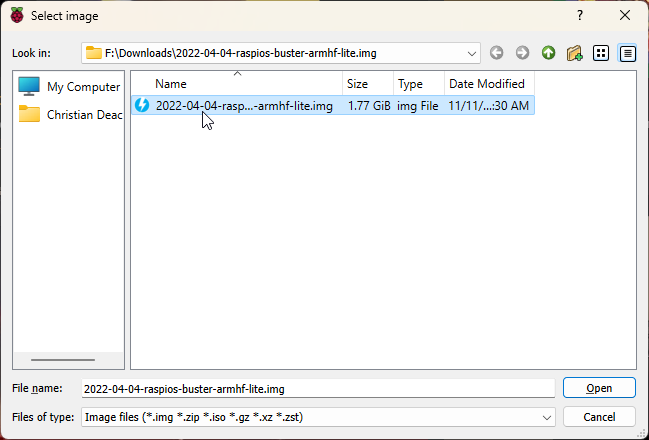 Select image
Look in: F:\Downloads\2022-04-04-raspios-buster-armhf-lite.img
My Computer
Christian Deac
Name Size Type Date Modified
2022-04-04-rasp...-armhf-lite.img 1.77 GiB img File 11/11/...:30 AM
File name: 2022-04-04-raspios-buster-armhf-lite.img Open
Files of type: Image files (*.img *.zip *.iso *.gz *.xz *.zst) Cancel